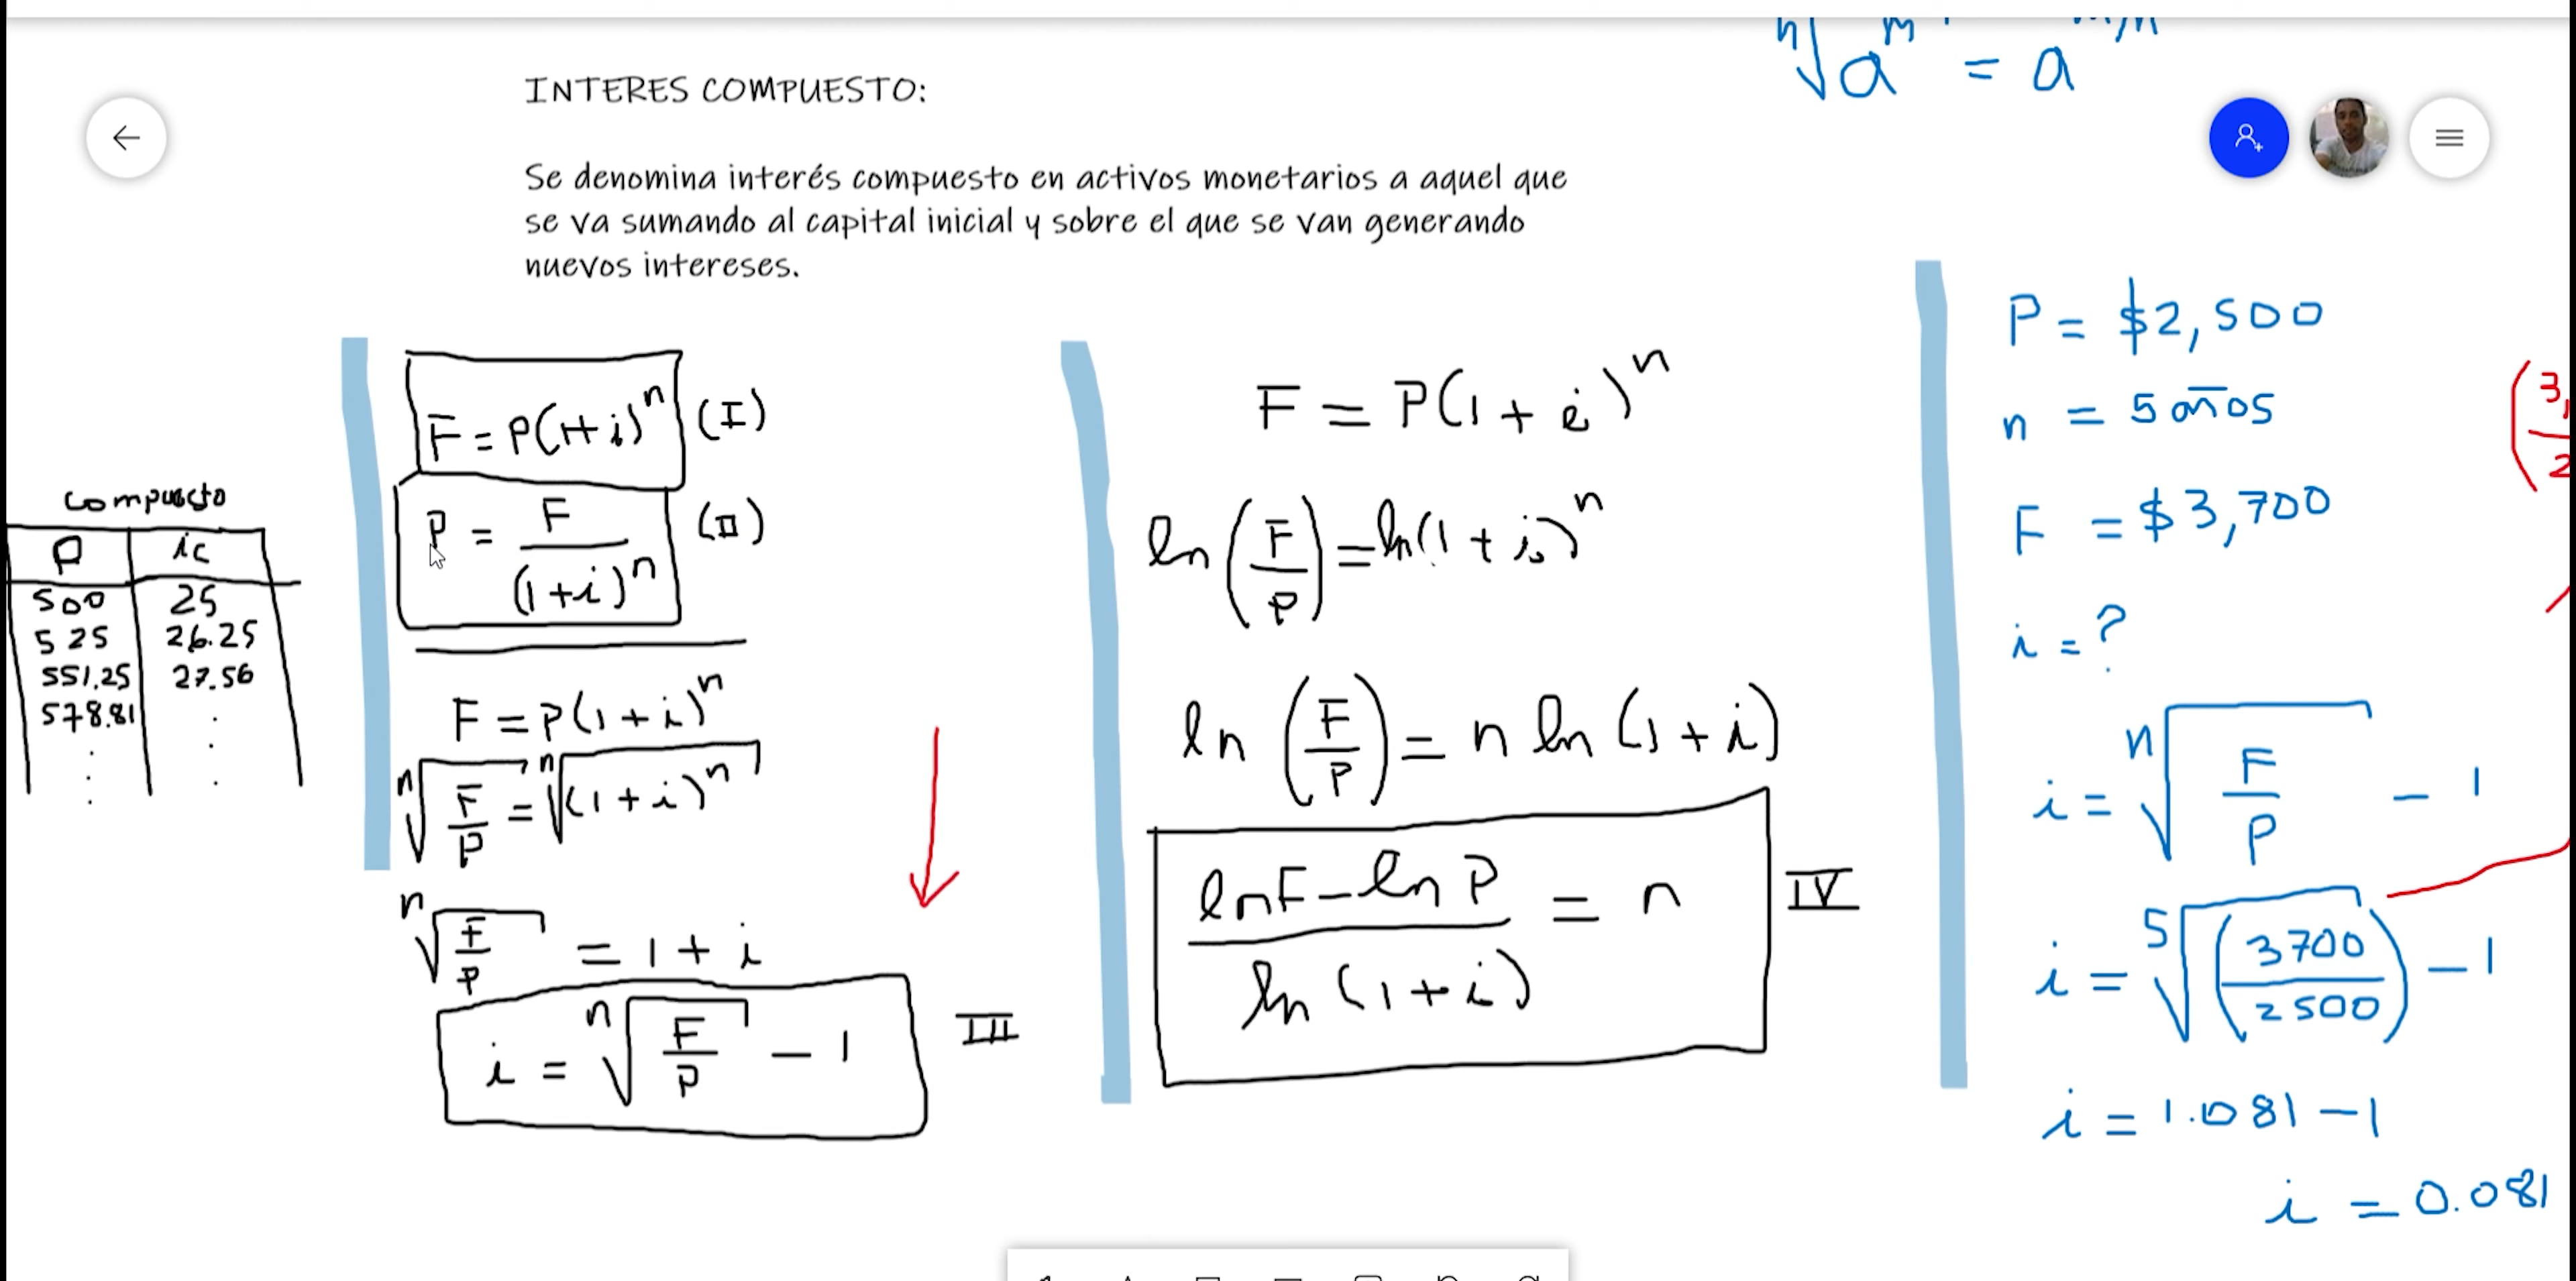 ⁿ√aᵐ = a
INTERES COMPUESTO:
Se denomina interés compuesto en activos monetarios a aquel que
se va sumando al capital inicial y sobre el que se van generando
nuevos intereses.
compuesto
P ic
500 25
525 26.25
551.25 27.56
578.81 .
. .
. .
F = P(1+i)ⁿ (I)
P = F/(1+i)ⁿ (II)
F = P(1+i)ⁿ
ⁿ√(F/P) = ⁿ√(1+i)ⁿ
ⁿ√(F/P) = 1 + i
i = ⁿ√(F/P) - 1 III
F = P(1+i)ⁿ
ln(F/P) = ln(1+i)ⁿ
ln(F/P) = n ln(1+i)
(lnF - lnP)/ln(1+i) = n IV
P = $2,500
n = 5 años
F = $3,700
i = ?
i = ⁿ√(F/P) - 1
i = ⁵√(3700/2500) - 1
i = 1.081 - 1
i = 0.081
(3,
2